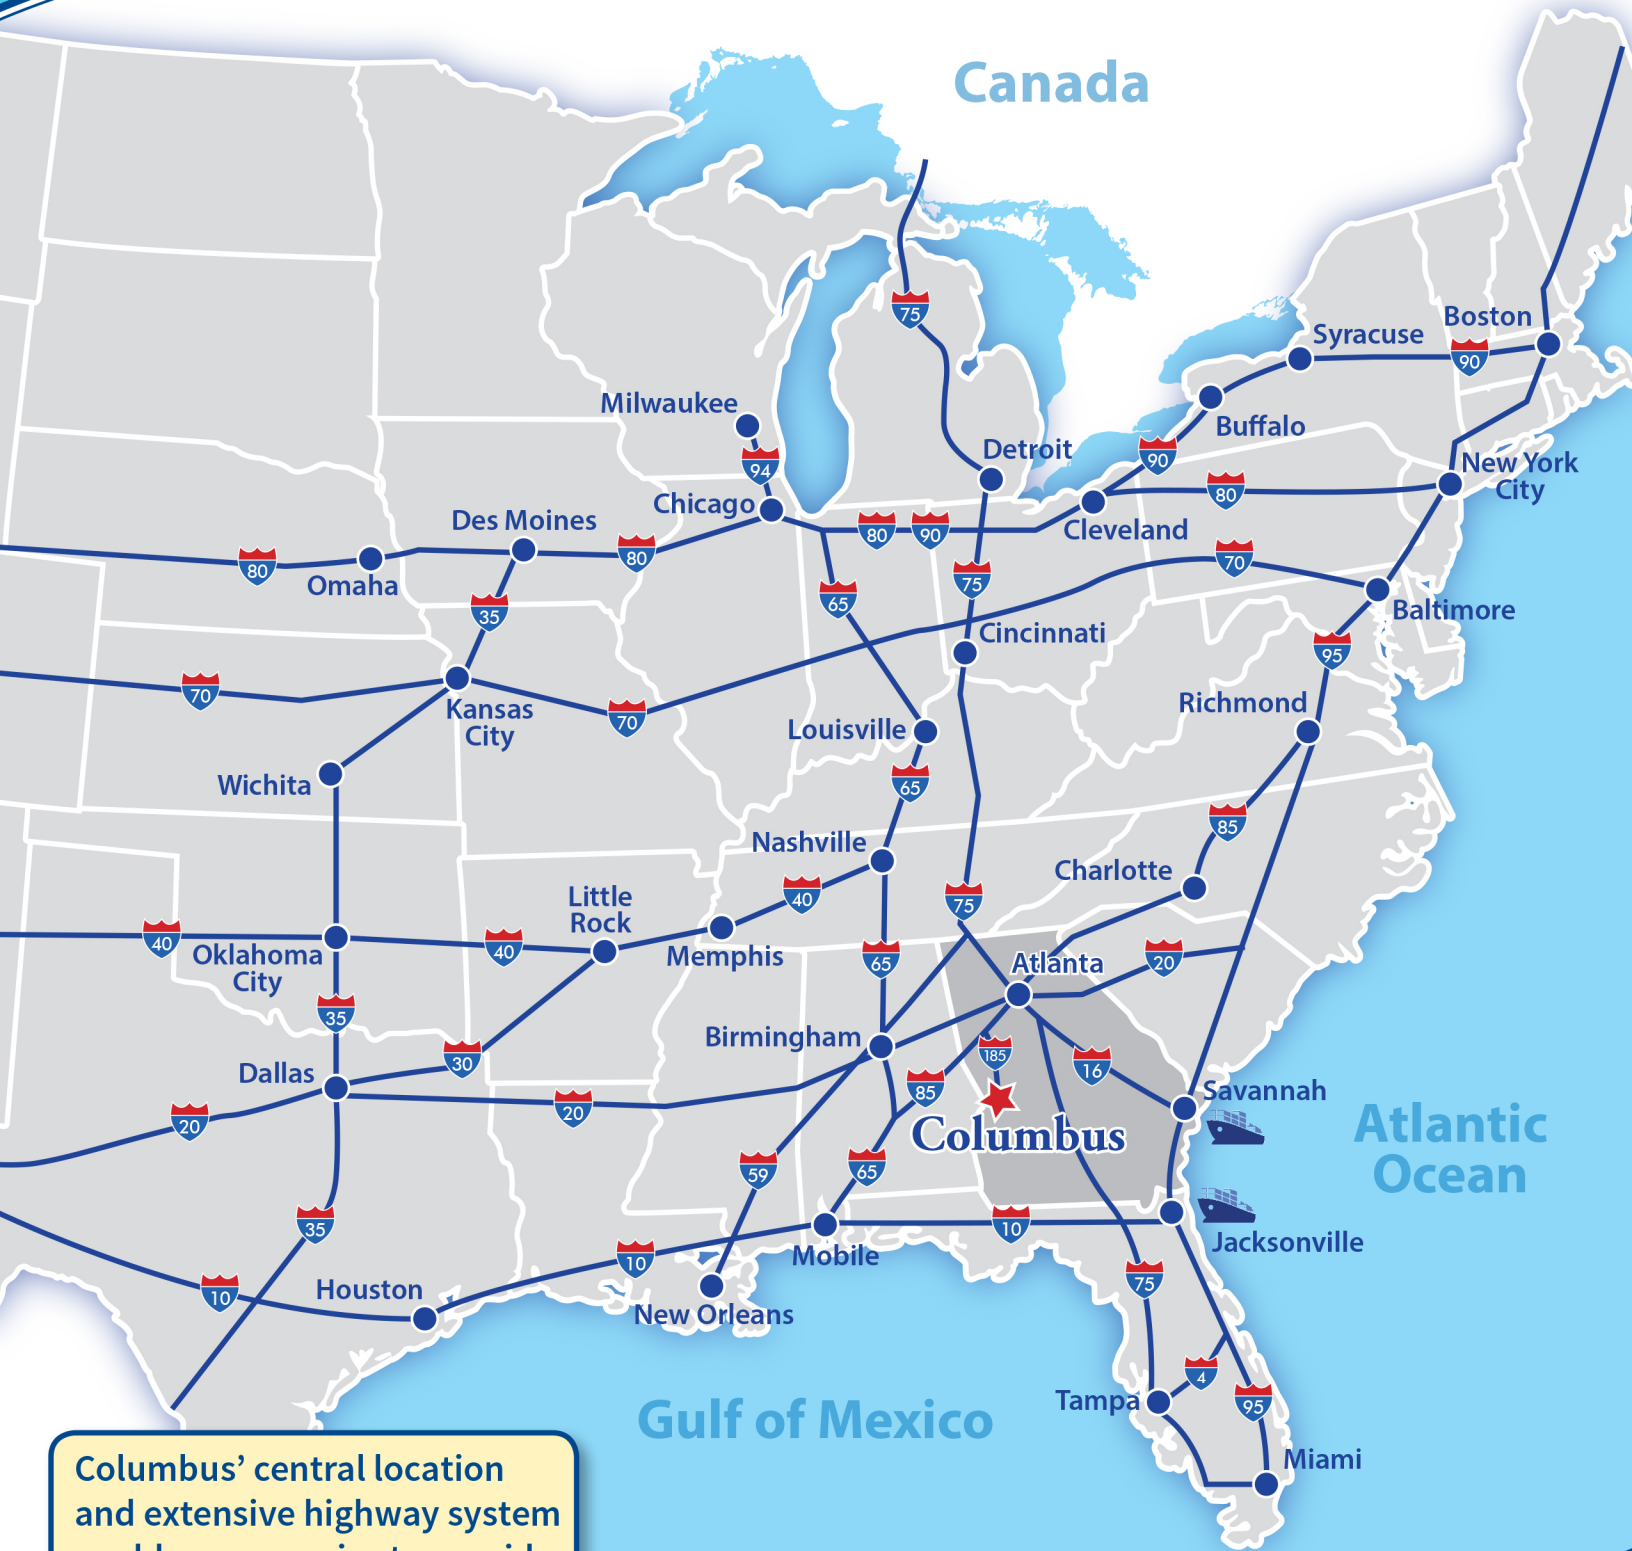 Canada
Boston
Syracuse
75
90
Milwaukee
Buffalo
Detroit
90
94
New York
City
Chicago
80
Des Moines
80
90
Cleveland
80
80
70
Omaha
75
35
65
Baltimore
Cincinnati
95
70
Richmond
Kansas
City
70
Louisville
65
Wichita
85
Nashville
Charlotte
40
Little
Rock
75
40
40
Oklahoma
City
Memphis
65
Atlanta
20
35
Birmingham
185
30
Dallas
16
85
Savannah
20
20
Columbus
Atlantic
Ocean
59
65
35
10
Jacksonville
10
Mobile
75
Houston
10
New Orleans
4
Tampa
95
Gulf of Mexico
Miami
Columbus’ central location
and extensive highway system